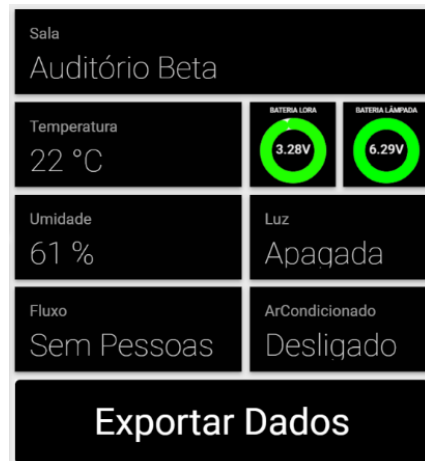 Sala
Auditório Beta
Temperatura
22 °C
BATERIA LORA
3.28V
BATERIA LÂMPADA
6.29V
Umidade
61 %
Luz
Apagada
Fluxo
Sem Pessoas
ArCondicionado
Desligado
Exportar Dados